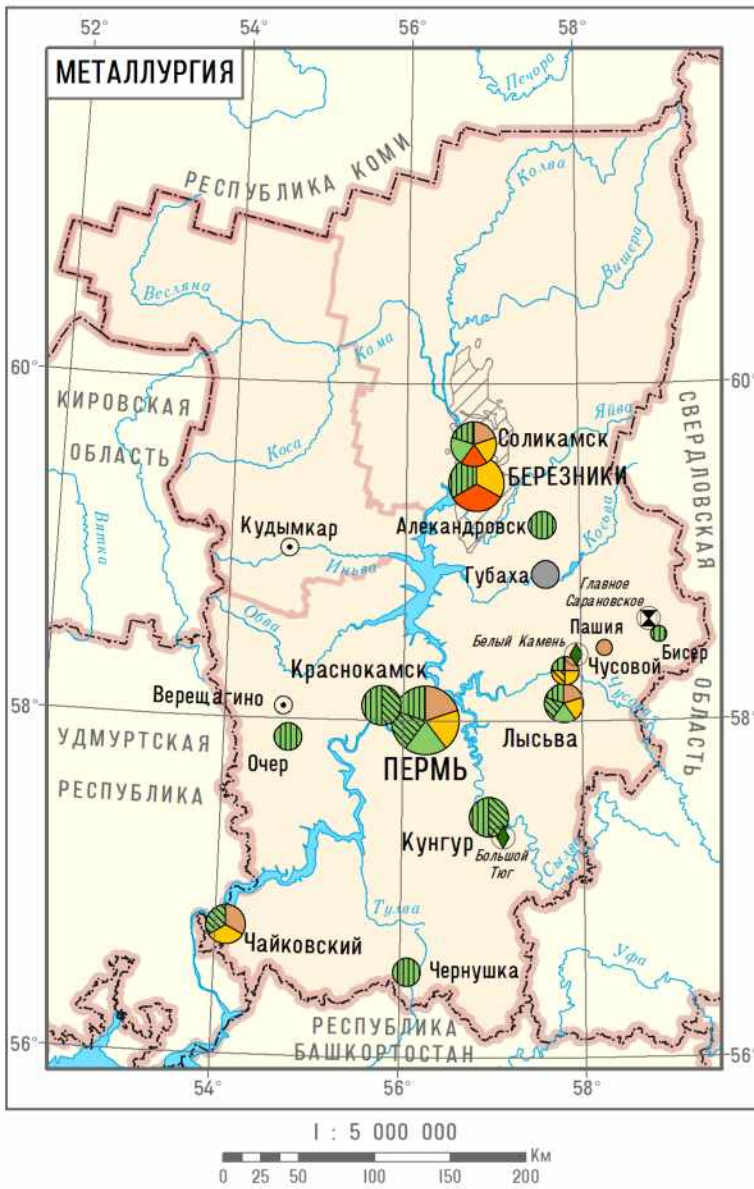 52° 54° 56° 58°
МЕТАЛЛУРГИЯ
Печора
РЕСПУБЛИКА КОМИ
Колва
Вишера
Весляна
Кама
60° 60°
КИРОВСКАЯ
ОБЛАСТЬ
СВЕРДЛОВСКАЯ
ОБЛАСТЬ
Яйва
Соликамск
Коса
БЕРЕЗНИКИ
Вятка
Алекандровск
Косьва
Кудымкар
Иньва
Губаха
Главное
Сарановское
Обва
Пашия
Белый Камень
Бисер
Чусовой
Краснокамск
Чусовая
Верещагино
58° 58°
Лысьва
УДМУРТСКАЯ
РЕСПУБЛИКА
Очер
ПЕРМЬ
Кунгур
Большой
Тюг
Сылва
Тулва
Чайковский
Уфа
Чернушка
РЕСПУБЛИКА
БАШКОРТОСТАН
56° 56°
54° 56° 58°
1 : 5 000 000
Км
0 25 50 100 150 200